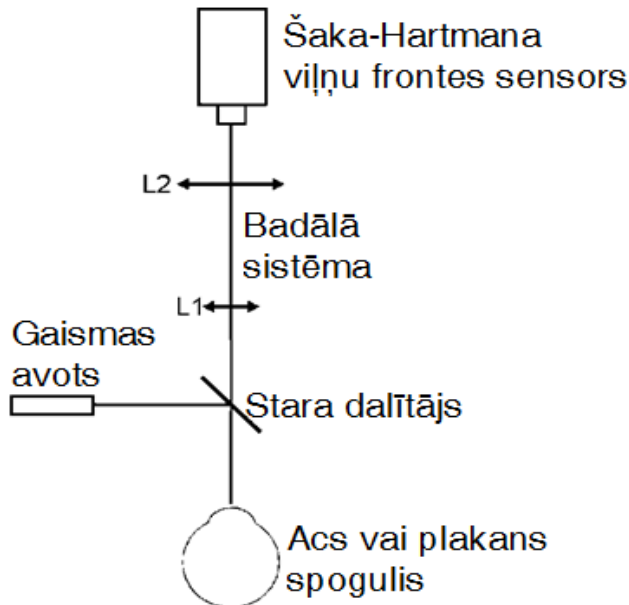 Šaka-Hartmana
viļņu frontes sensors
L2
Badālā
sistēma
L1
Gaismas
avots
Stara dalītājs
Acs vai plakans
spogulis